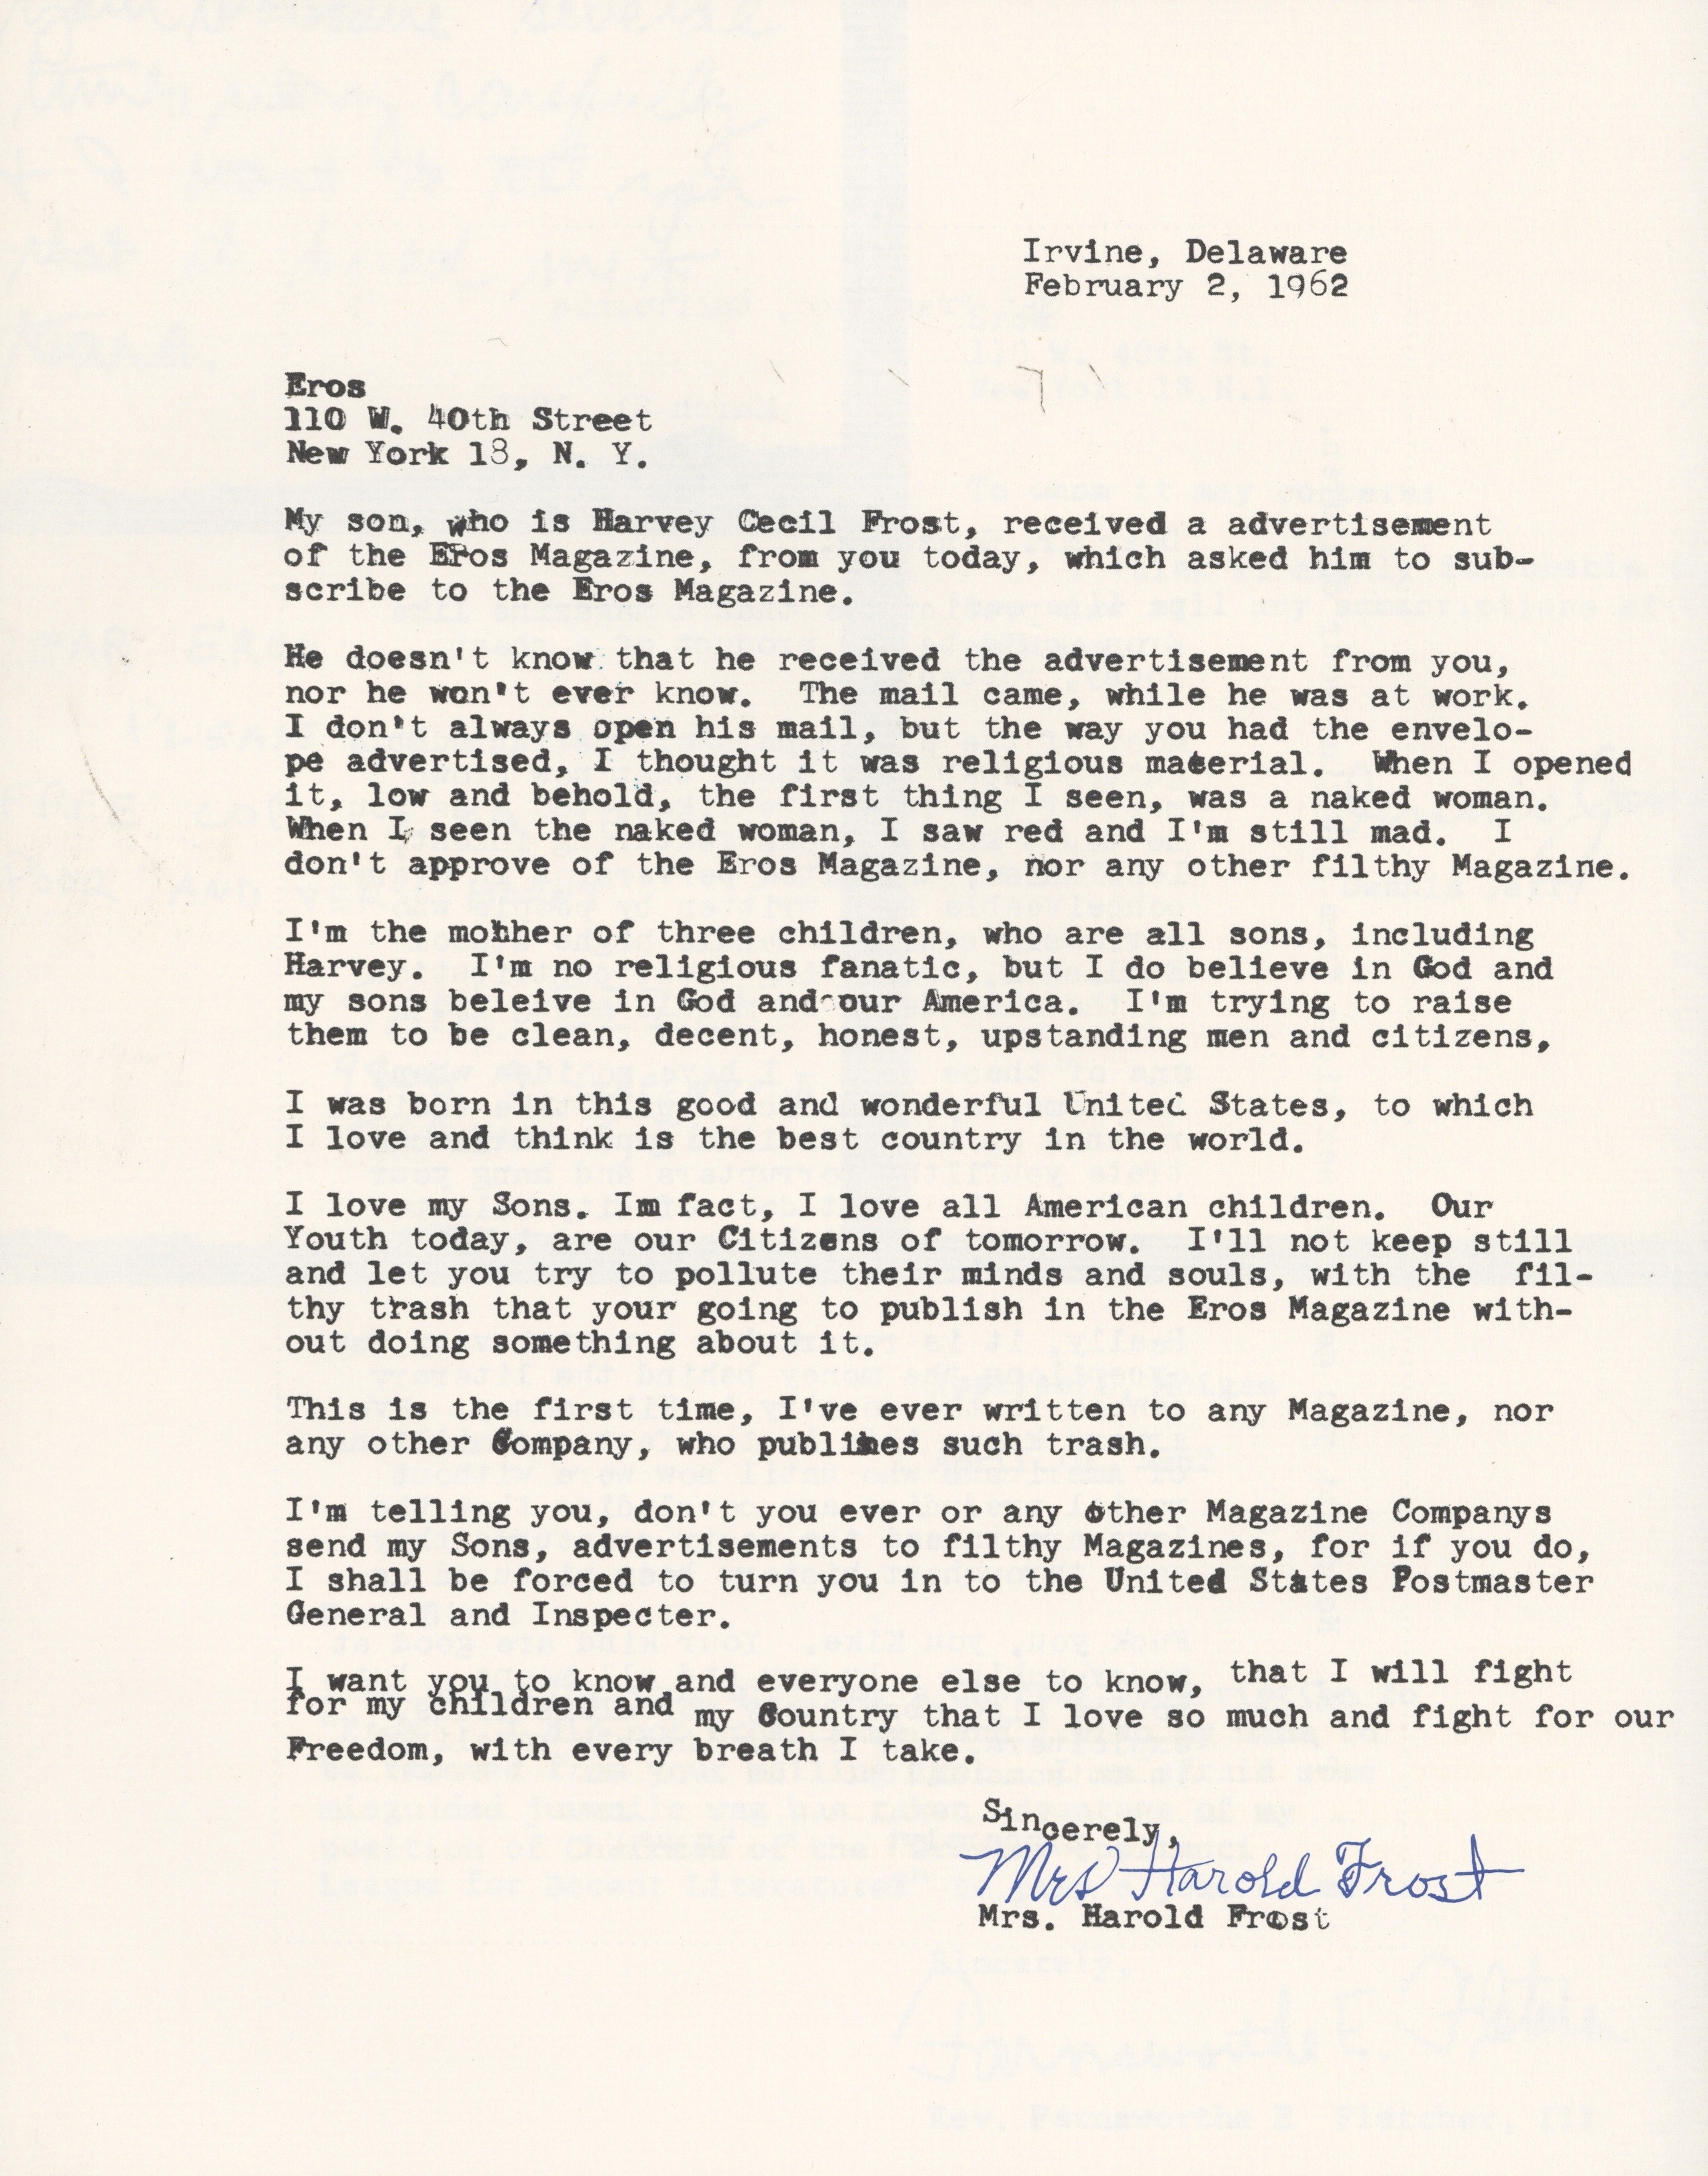 Irvine, Delaware
February 2, 1962
Eros
110 W. 40th Street
New York 18, N. Y.
My son, who is Harvey Cecil Frost, received a advertisement
of the Eros Magazine, from you today, which asked him to sub-
scribe to the Eros Magazine.
He doesn't know that he received the advertisement from you,
nor he won't ever know.  The mail came, while he was at work.
I don't always open his mail, but the way you had the envelo-
pe advertised, I thought it was religious material.  When I opened
it, low and behold, the first thing I seen, was a naked woman.
When I seen the naked woman, I saw red and I'm still mad.  I
don't approve of the Eros Magazine, nor any other filthy Magazine.
I'm the mother of three children, who are all sons, including
Harvey.  I'm no religious fanatic, but I do believe in God and
my sons beleive in God and our America.  I'm trying to raise
them to be clean, decent, honest, upstanding men and citizens,
I was born in this good and wonderful United States, to which
I love and think is the best country in the world.
I love my Sons. Im fact, I love all American children.  Our
Youth today, are our Citizens of tomorrow.  I'll not keep still
and let you try to pollute their minds and souls, with the  fil-
thy trash that your going to publish in the Eros Magazine with-
out doing something about it.
This is the first time, I've ever written to any Magazine, nor
any other Company, who publihes such trash.
I'm telling you, don't you ever or any other Magazine Companys
send my Sons, advertisements to filthy Magazines, for if you do,
I shall be forced to turn you in to the United States Postmaster
General and Inspecter.
I want you to know and everyone else to know, that I will fight
for my children and my Country that I love so much and fight for our
Freedom, with every breath I take.
Sincerely,
Mrs Harold Frost
Mrs. Harold Frost